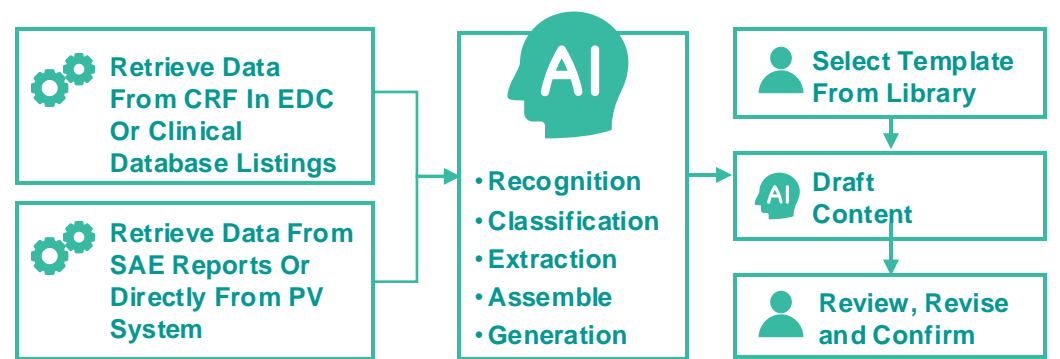 Retrieve Data
From CRF In EDC
Or Clinical
Database Listings
Retrieve Data From
SAE Reports Or
Directly From PV
System
AI
• Recognition
• Classification
• Extraction
• Assemble
• Generation
Select Template
From Library
AI
Draft
Content
Review, Revise
and Confirm